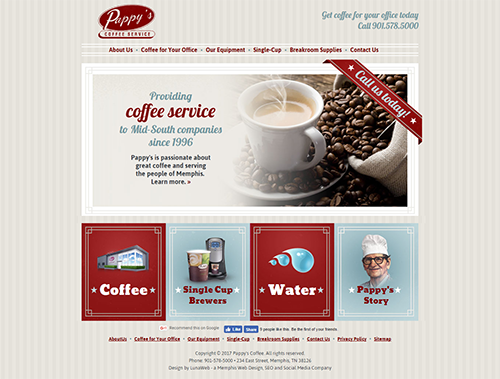 Pappy's
COFFEE SERVICE
Get coffee for your office today
Call 901.578.5000
About Us • Coffee for Your Office • Our Equipment • Single-Cup • Breakroom Supplies • Contact Us
Call us today!
Providing
coffee service
to Mid-South companies
since 1996
Pappy's is passionate about
great coffee and serving
the people of Memphis.
Learn more. »
Coffee
Single Cup
Brewers
Water
Pappy's
Story
Recommend this on Google
Like Share 6 people like this. Be the first of your friends.
AboutUs • Coffee for Your Office • Our Equipment • Single-Cup • Breakroom Supplies • Contact Us • Privacy Policy • Sitemap
Copyright © 2017 Pappy's Coffee. All rights reserved.
Phone: 901-578-5000 • 234 East Street, Memphis, TN 38126
Design by LunaWeb - a Memphis Web Design, SEO and Social Media Company